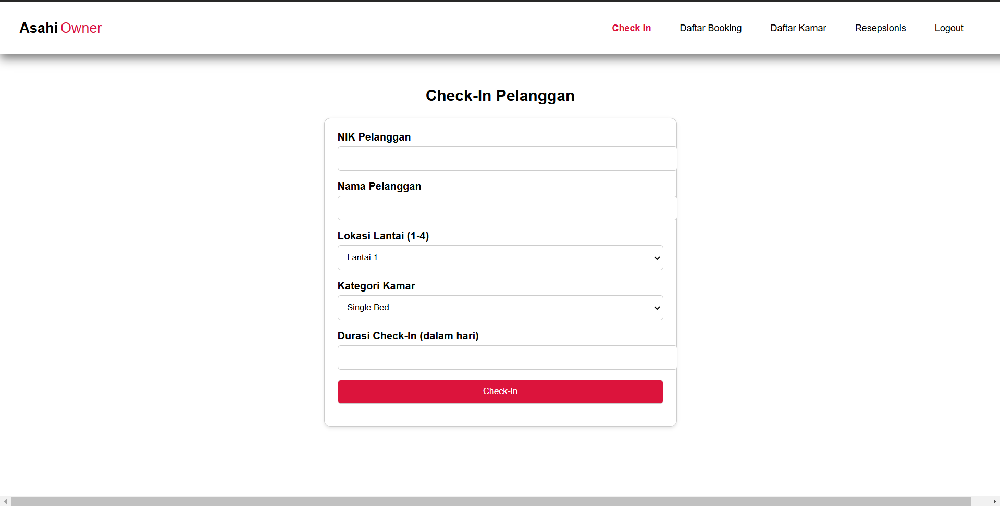 Asahi Owner
Check In Daftar Booking Daftar Kamar Resepsionis Logout
Check-In Pelanggan
NIK Pelanggan
Nama Pelanggan
Lokasi Lantai (1-4)
Lantai 1
Kategori Kamar
Single Bed
Durasi Check-In (dalam hari)
Check-In